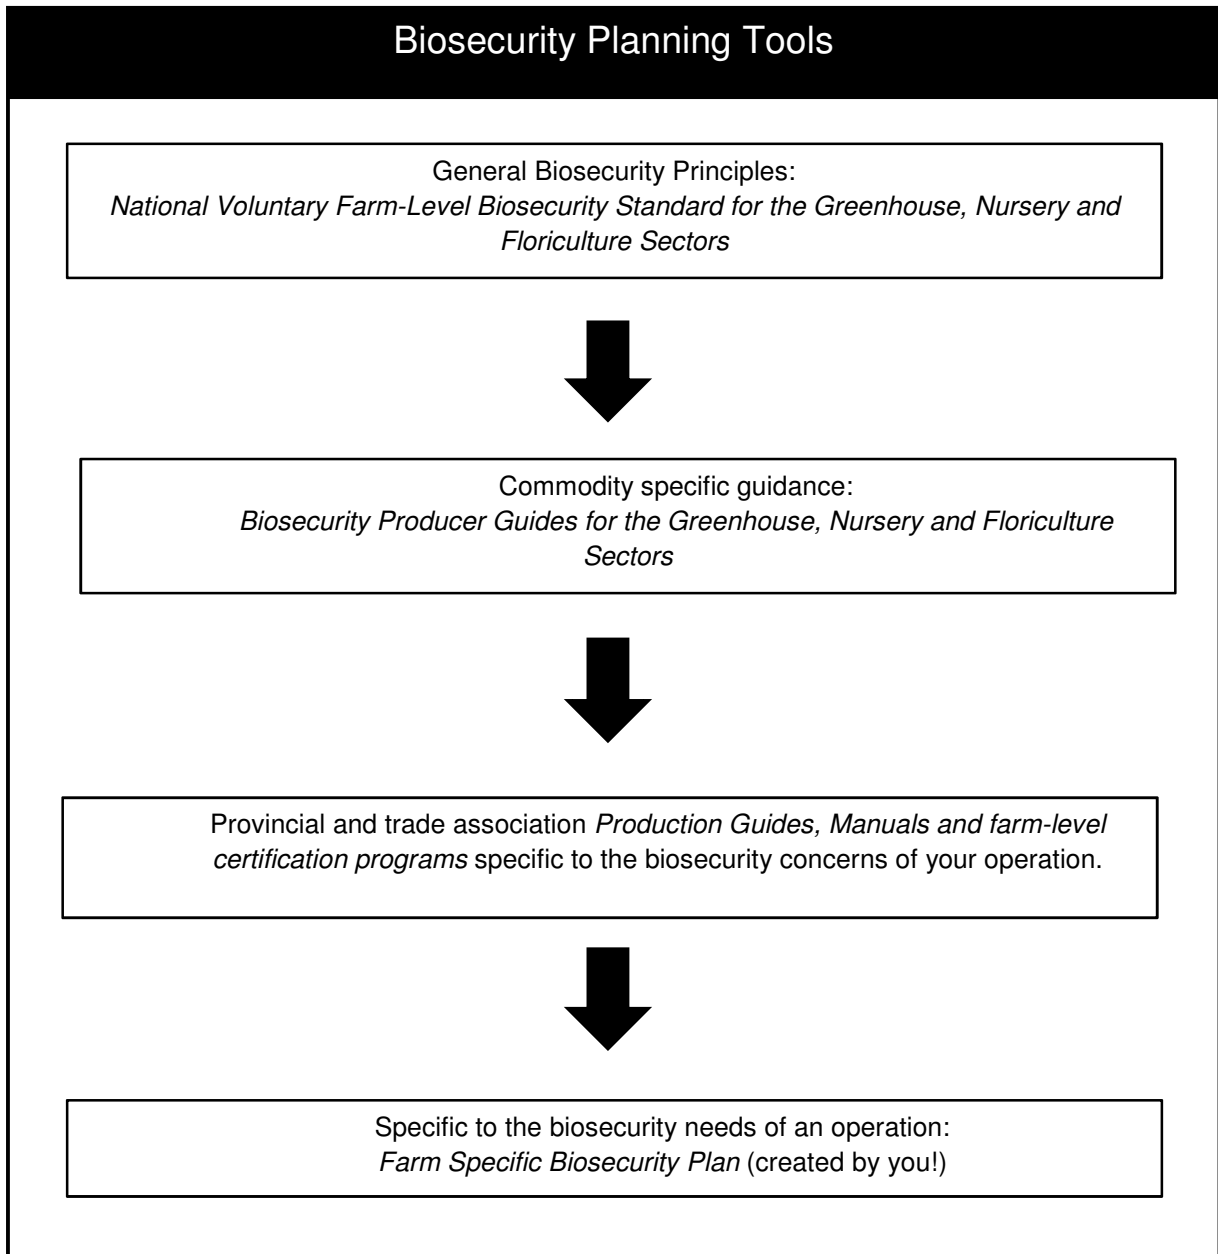 Biosecurity Planning Tools
General Biosecurity Principles:
National Voluntary Farm-Level Biosecurity Standard for the Greenhouse, Nursery and
Floriculture Sectors
Commodity specific guidance:
Biosecurity Producer Guides for the Greenhouse, Nursery and Floriculture
Sectors
Provincial and trade association Production Guides, Manuals and farm-level
certification programs specific to the biosecurity concerns of your operation.
Specific to the biosecurity needs of an operation:
Farm Specific Biosecurity Plan (created by you!)